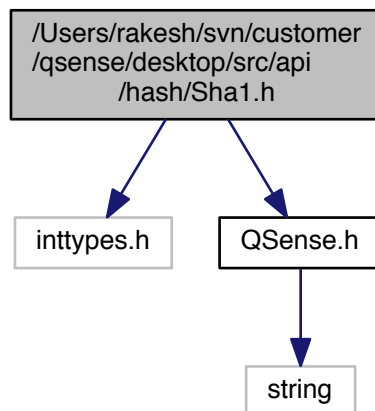 /Users/rakesh/svn/customer
/qsense/desktop/src/api
/hash/Sha1.h
inttypes.h
QSense.h
string